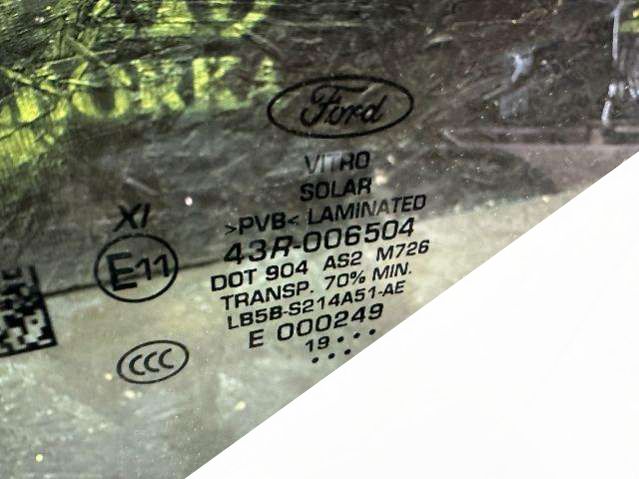 Ford
VITRO
SOLAR
>PVB< LAMINATED
XI
43R-006504
E11
DOT 904 AS2 M726
TRANSP. 70% MIN.
LB5B-S214A51-AE
E 000249
19
CCC